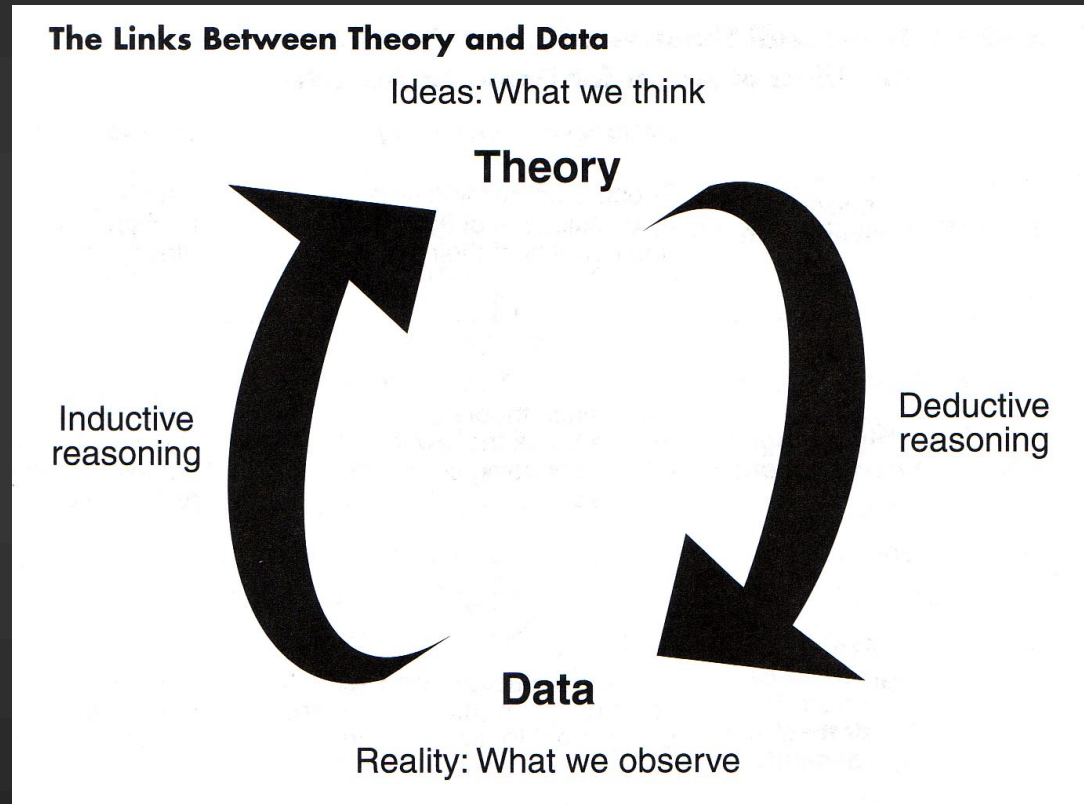 The Links Between Theory and Data
Ideas: What we think
Theory
Inductive
reasoning
Deductive
reasoning
Data
Reality: What we observe